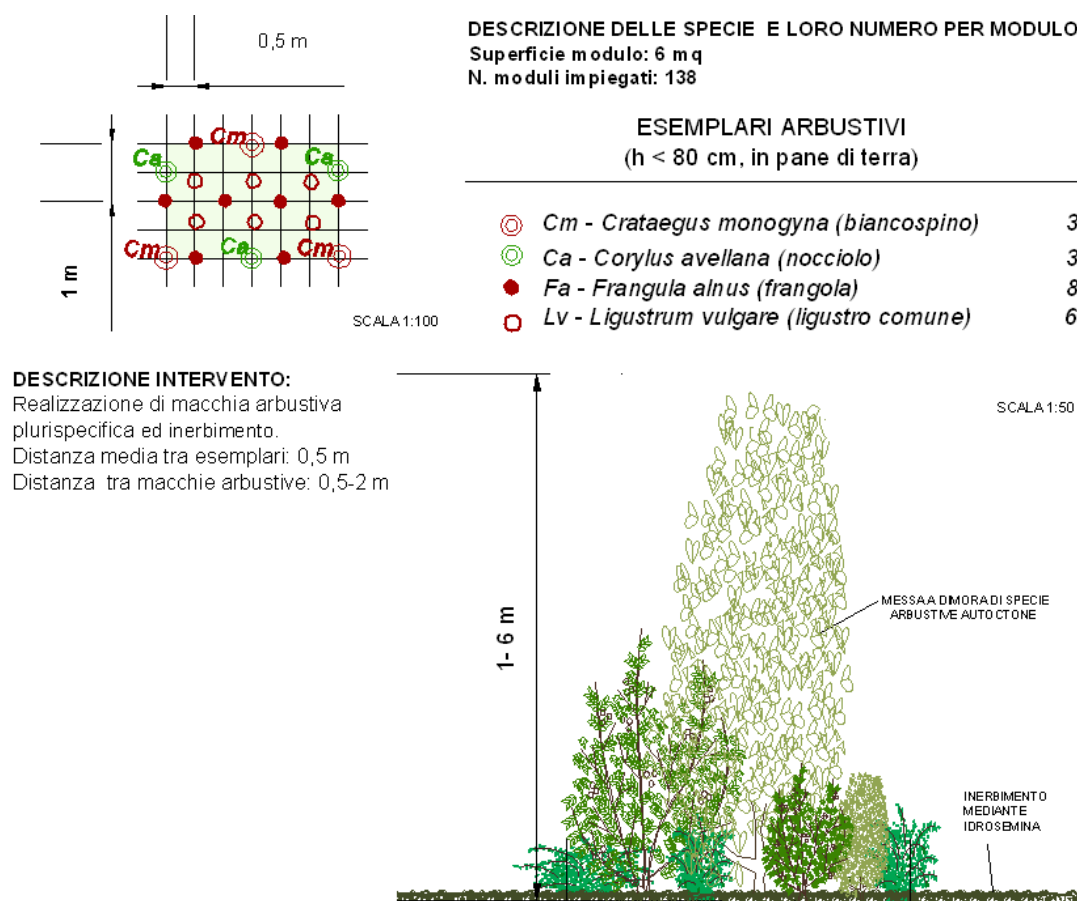 0,5 m
Cm
Ca
Ca
Cm
Ca
Cm
1 m
SCALA 1:100
DESCRIZIONE DELLE SPECIE E LORO NUMERO PER MODULO
Superficie modulo: 6 mq
N. moduli impiegati: 138
ESEMPLARI ARBUSTIVI
(h < 80 cm, in pane di terra)
Cm - Crataegus monogyna (biancospino) 3
Ca - Corylus avellana (nocciolo) 3
Fa - Frangula alnus (frangola) 8
Lv - Ligustrum vulgare (ligustro comune) 6
DESCRIZIONE INTERVENTO:
Realizzazione di macchia arbustiva
plurispecifica ed inerbimento.
Distanza media tra esemplari: 0,5 m
Distanza tra macchie arbustive: 0,5-2 m
SCALA 1:50
1- 6 m
MESSA A DIMORA DI SPECIE
ARBUSTIVE AUTOCTONE
INERBIMENTO
MEDIANTE
IDROSEMINA